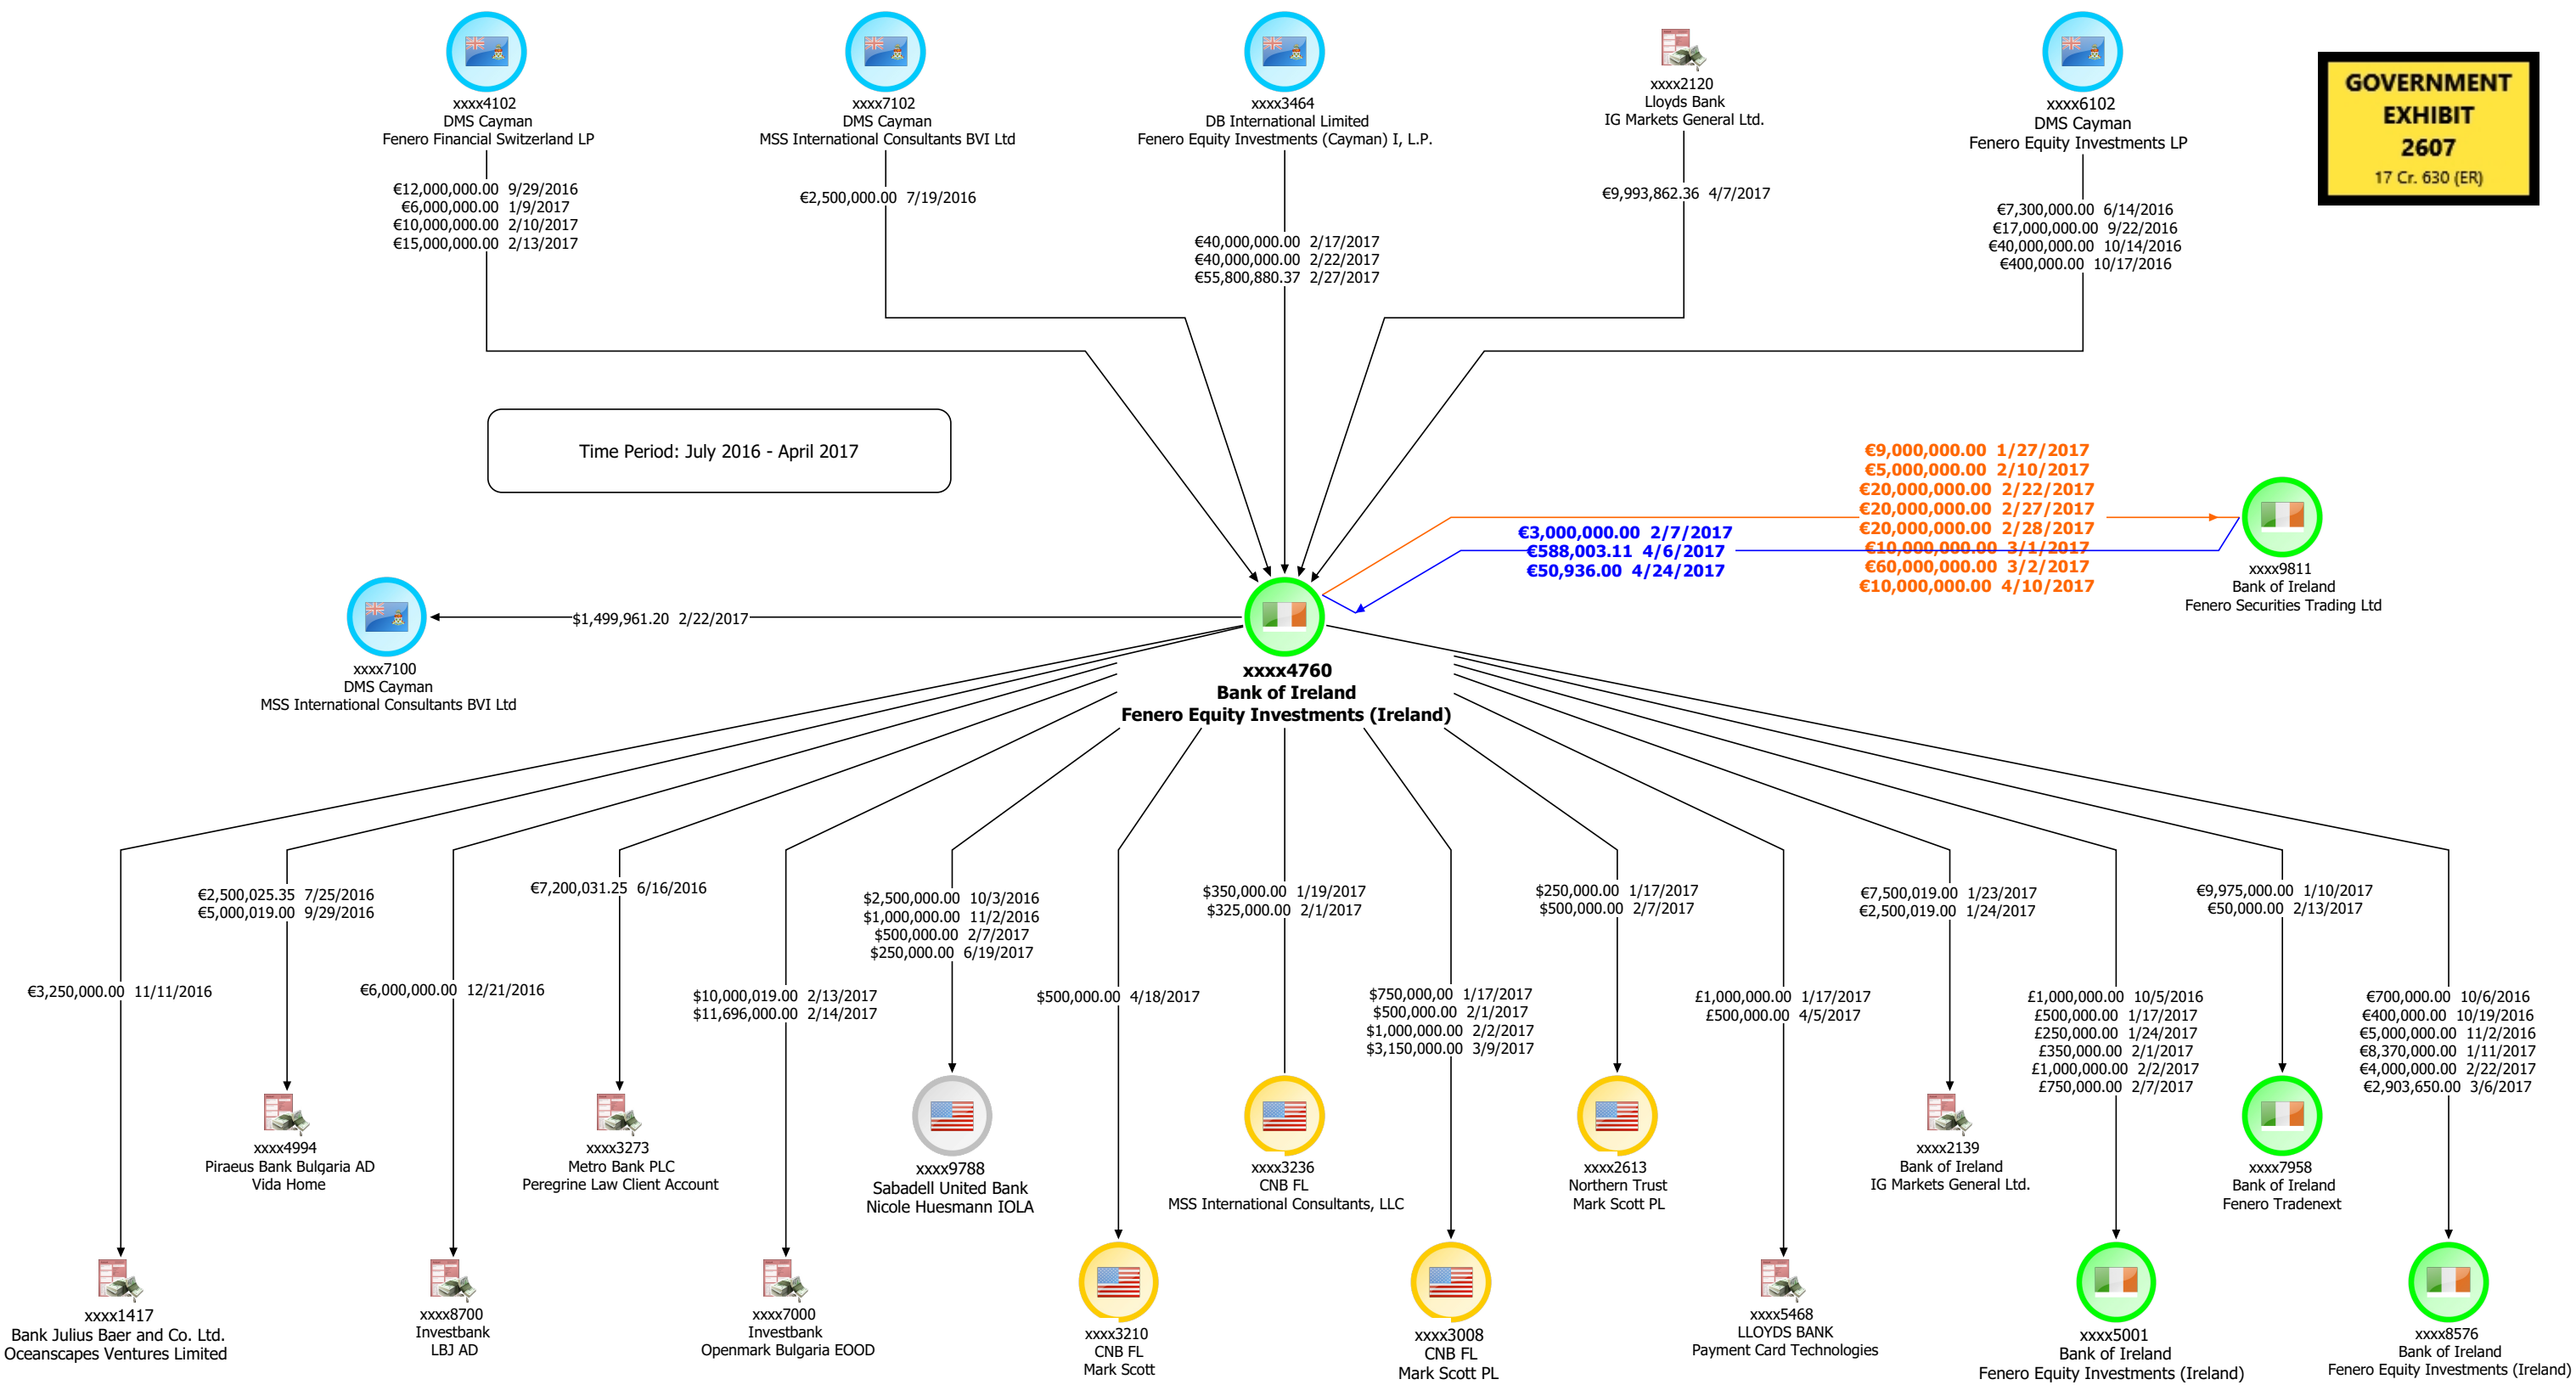 xxxx4102
DMS Cayman
Fenero Financial Switzerland LP
€12,000,000.00 9/29/2016
€6,000,000.00 1/9/2017
€10,000,000.00 2/10/2017
€15,000,000.00 2/13/2017
xxxx7102
DMS Cayman
MSS International Consultants BVI Ltd
€2,500,000.00 7/19/2016
xxxx3464
DB International Limited
Fenero Equity Investments (Cayman) I, L.P.
€40,000,000.00 2/17/2017
€40,000,000.00 2/22/2017
€55,800,880.37 2/27/2017
xxxx2120
Lloyds Bank
IG Markets General Ltd.
€9,993,862.36 4/7/2017
xxxx6102
DMS Cayman
Fenero Equity Investments LP
€7,300,000.00 6/14/2016
€17,000,000.00 9/22/2016
€40,000,000.00 10/14/2016
€400,000.00 10/17/2016
GOVERNMENT
EXHIBIT
2607
17 Cr. 630 (ER)
Time Period: July 2016 - April 2017
€9,000,000.00 1/27/2017
€5,000,000.00 2/10/2017
€20,000,000.00 2/22/2017
€20,000,000.00 2/27/2017
€20,000,000.00 2/28/2017
€10,000,000.00 3/1/2017
€60,000,000.00 3/2/2017
€10,000,000.00 4/10/2017
€3,000,000.00 2/7/2017
€588,003.11 4/6/2017
€50,936.00 4/24/2017
xxxx9811
Bank of Ireland
Fenero Securities Trading Ltd
$1,499,961.20 2/22/2017
xxxx7100
DMS Cayman
MSS International Consultants BVI Ltd
xxxx4760
Bank of Ireland
Fenero Equity Investments (Ireland)
€3,250,000.00 11/11/2016
xxxx1417
Bank Julius Baer and Co. Ltd.
Oceanscapes Ventures Limited
€2,500,025.35 7/25/2016
€5,000,019.00 9/29/2016
xxxx4994
Piraeus Bank Bulgaria AD
Vida Home
€6,000,000.00 12/21/2016
xxxx8700
Investbank
LBJ AD
€7,200,031.25 6/16/2016
xxxx3273
Metro Bank PLC
Peregrine Law Client Account
$10,000,019.00 2/13/2017
$11,696,000.00 2/14/2017
xxxx7000
Investbank
Openmark Bulgaria EOOD
$2,500,000.00 10/3/2016
$1,000,000.00 11/2/2016
$500,000.00 2/7/2017
$250,000.00 6/19/2017
xxxx9788
Sabadell United Bank
Nicole Huesmann IOLA
$500,000.00 4/18/2017
xxxx3210
CNB FL
Mark Scott
$350,000.00 1/19/2017
$325,000.00 2/1/2017
xxxx3236
CNB FL
MSS International Consultants, LLC
$750,000,00 1/17/2017
$500,000.00 2/1/2017
$1,000,000.00 2/2/2017
$3,150,000.00 3/9/2017
xxxx3008
CNB FL
Mark Scott PL
$250,000.00 1/17/2017
$500,000.00 2/7/2017
xxxx2613
Northern Trust
Mark Scott PL
£1,000,000.00 1/17/2017
£500,000.00 4/5/2017
xxxx5468
LLOYDS BANK
Payment Card Technologies
€7,500,019.00 1/23/2017
€2,500,019.00 1/24/2017
xxxx2139
Bank of Ireland
IG Markets General Ltd.
£1,000,000.00 10/5/2016
£500,000.00 1/17/2017
£250,000.00 1/24/2017
£350,000.00 2/1/2017
£1,000,000.00 2/2/2017
£750,000.00 2/7/2017
xxxx5001
Bank of Ireland
Fenero Equity Investments (Ireland)
€9,975,000.00 1/10/2017
€50,000.00 2/13/2017
xxxx7958
Bank of Ireland
Fenero Tradenext
€700,000.00 10/6/2016
€400,000.00 10/19/2016
€5,000,000.00 11/2/2016
€8,370,000.00 1/11/2017
€4,000,000.00 2/22/2017
€2,903,650.00 3/6/2017
xxxx8576
Bank of Ireland
Fenero Equity Investments (Ireland)